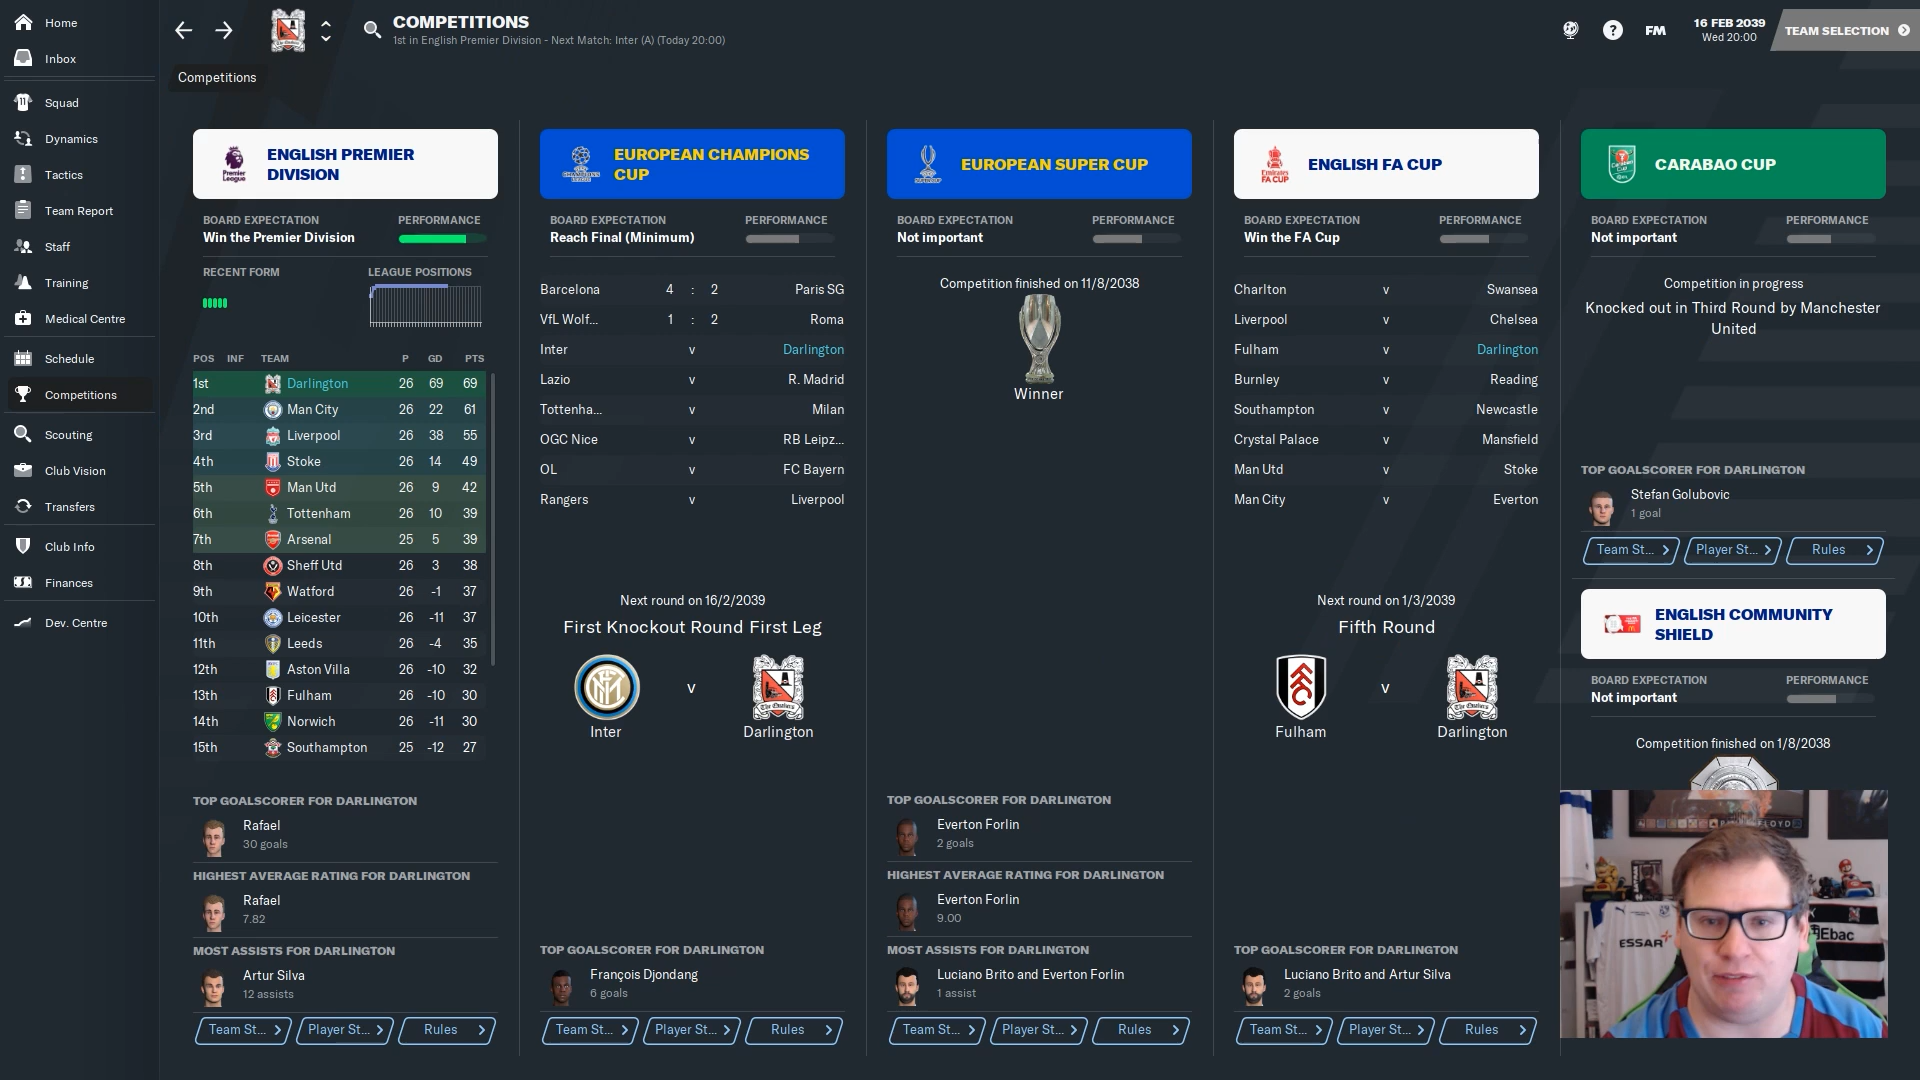 Home
Inbox
Squad
Dynamics
Tactics
Team Report
Staff
Training
Medical Centre
Schedule
Competitions
Scouting
Club Vision
Transfers
Club Info
Finances
Dev. Centre
COMPETITIONS
1st in English Premier Division - Next Match: Inter (A) (Today 20:00)
?
FM
16 FEB 2039
Wed 20:00
TEAM SELECTION
Competitions
Premier League
ENGLISH PREMIER
DIVISION
BOARD EXPECTATION PERFORMANCE
Win the Premier Division
RECENT FORM LEAGUE POSITIONS
POS INF TEAM P GD PTS
1st Darlington 26 69 69
2nd Man City 26 22 61
3rd Liverpool 26 38 55
4th Stoke 26 14 49
5th Man Utd 26 9 42
6th Tottenham 26 10 39
7th Arsenal 25 5 39
8th Sheff Utd 26 3 38
9th Watford 26 -1 37
10th Leicester 26 -11 37
11th Leeds 26 -4 35
12th Aston Villa 26 -10 32
13th Fulham 26 -10 30
14th Norwich 26 -11 30
15th Southampton 25 -12 27
TOP GOALSCORER FOR DARLINGTON
Rafael
30 goals
HIGHEST AVERAGE RATING FOR DARLINGTON
Rafael
7.82
MOST ASSISTS FOR DARLINGTON
Artur Silva
12 assists
Team St... Player St... Rules
EUROPEAN CHAMPIONS
CUP
BOARD EXPECTATION PERFORMANCE
Reach Final (Minimum)
Barcelona 4 : 2 Paris SG
VfL Wolf... 1 : 2 Roma
Inter v Darlington
Lazio v R. Madrid
Tottenha... v Milan
OGC Nice v RB Leipz...
OL v FC Bayern
Rangers v Liverpool
Next round on 16/2/2039
First Knockout Round First Leg
v
The Quakers
Inter Darlington
TOP GOALSCORER FOR DARLINGTON
François Djondang
6 goals
Team St... Player St... Rules
EUROPEAN SUPER CUP
BOARD EXPECTATION PERFORMANCE
Not important
Competition finished on 11/8/2038
Winner
TOP GOALSCORER FOR DARLINGTON
Everton Forlin
2 goals
HIGHEST AVERAGE RATING FOR DARLINGTON
Everton Forlin
9.00
MOST ASSISTS FOR DARLINGTON
Luciano Brito and Everton Forlin
1 assist
Team St... Player St... Rules
Emirates
FA CUP
ENGLISH FA CUP
BOARD EXPECTATION PERFORMANCE
Win the FA Cup
Charlton v Swansea
Liverpool v Chelsea
Fulham v Darlington
Burnley v Reading
Southampton v Newcastle
Crystal Palace v Mansfield
Man Utd v Stoke
Man City v Everton
Next round on 1/3/2039
Fifth Round
v
The Quakers
Fulham Darlington
TOP GOALSCORER FOR DARLINGTON
Luciano Brito and Artur Silva
2 goals
Team St... Player St... Rules
CARABAO CUP
BOARD EXPECTATION PERFORMANCE
Not important
Competition in progress
Knocked out in Third Round by Manchester
United
TOP GOALSCORER FOR DARLINGTON
Stefan Golubovic
1 goal
Team St... Player St... Rules
ENGLISH COMMUNITY
SHIELD
BOARD EXPECTATION PERFORMANCE
Not important
Competition finished on 1/8/2038
FLOYD
ESSAR
Ebac